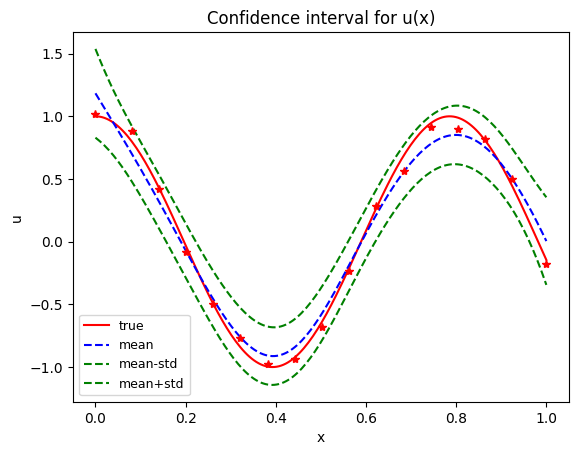 Confidence interval for u(x)
1.5
1.0
0.5
0.0
−0.5
−1.0
u
true
mean
mean-std
mean+std
0.0 0.2 0.4 0.6 0.8 1.0
x